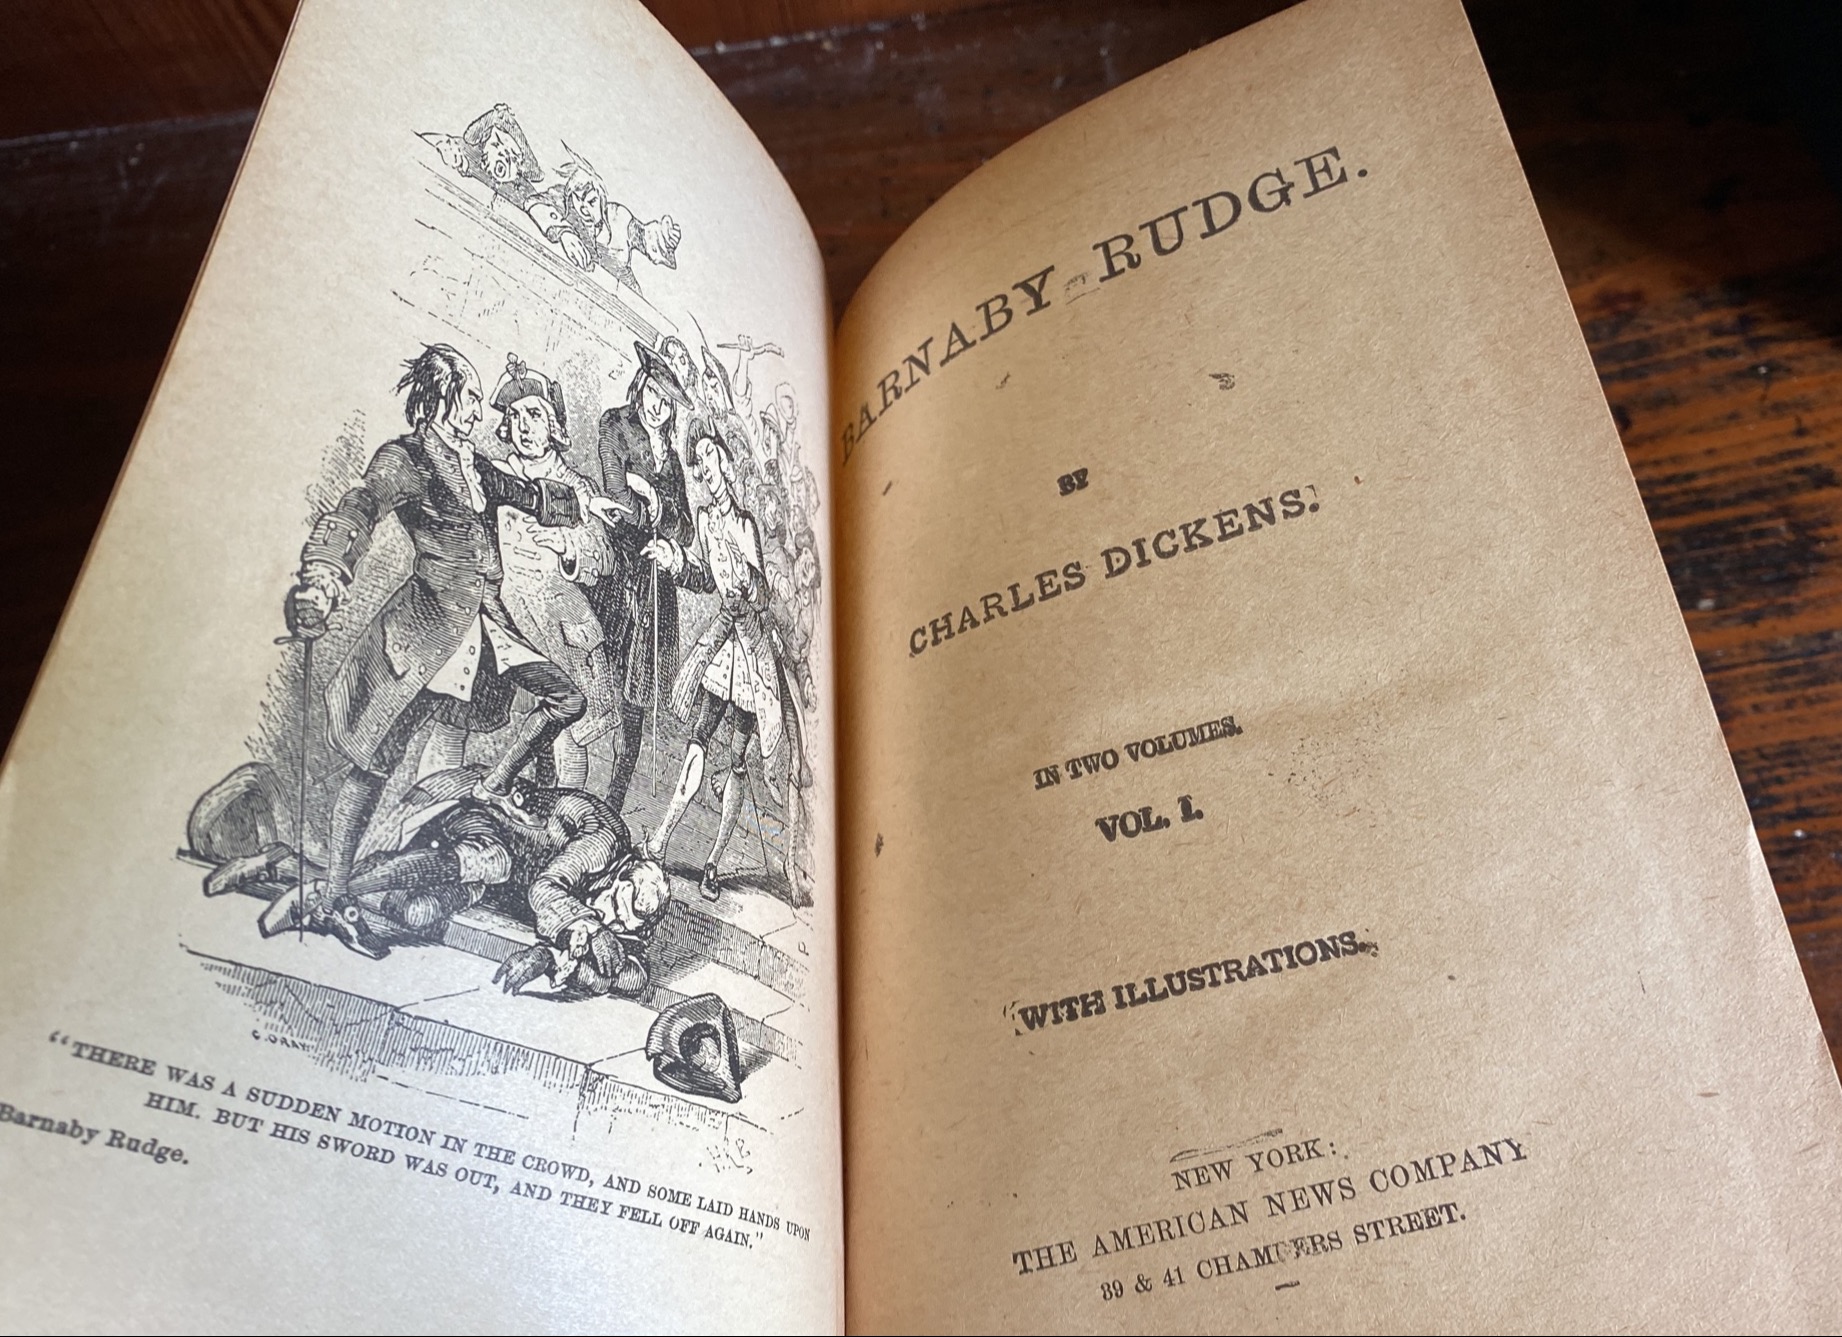 C. GRAY
“THERE WAS A SUDDEN MOTION IN THE CROWD, AND SOME LAID HANDS UPON
HIM. BUT HIS SWORD WAS OUT, AND THEY FELL OFF AGAIN.”
Barnaby Rudge.
BARNABY RUDGE.
BY
CHARLES DICKENS.
IN TWO VOLUMES.
VOL. I.
WITH ILLUSTRATIONS.
NEW YORK:
THE AMERICAN NEWS COMPANY
39 & 41 CHAMBERS STREET.